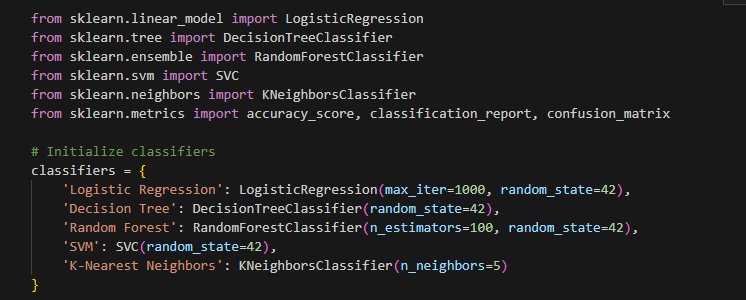 from sklearn.linear_model import LogisticRegression
from sklearn.tree import DecisionTreeClassifier
from sklearn.ensemble import RandomForestClassifier
from sklearn.svm import SVC
from sklearn.neighbors import KNeighborsClassifier
from sklearn.metrics import accuracy_score, classification_report, confusion_matrix

# Initialize classifiers
classifiers = {
    'Logistic Regression': LogisticRegression(max_iter=1000, random_state=42),
    'Decision Tree': DecisionTreeClassifier(random_state=42),
    'Random Forest': RandomForestClassifier(n_estimators=100, random_state=42),
    'SVM': SVC(random_state=42),
    'K-Nearest Neighbors': KNeighborsClassifier(n_neighbors=5)
}